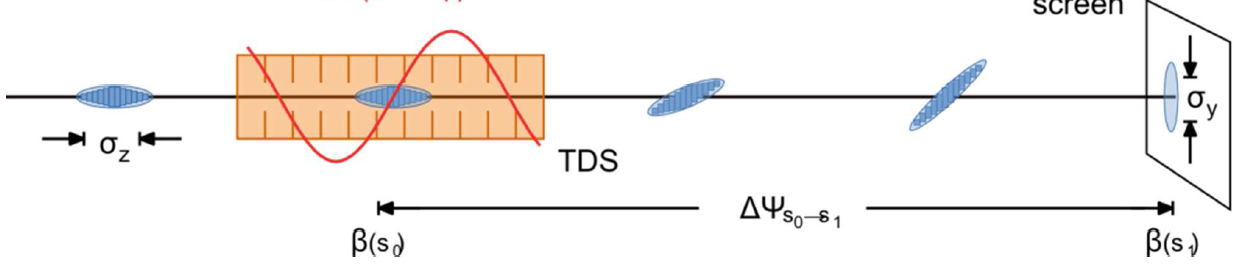 screen
σz
σy
TDS
ΔΨs₀–s₁
β(s₀)
β(s₁)